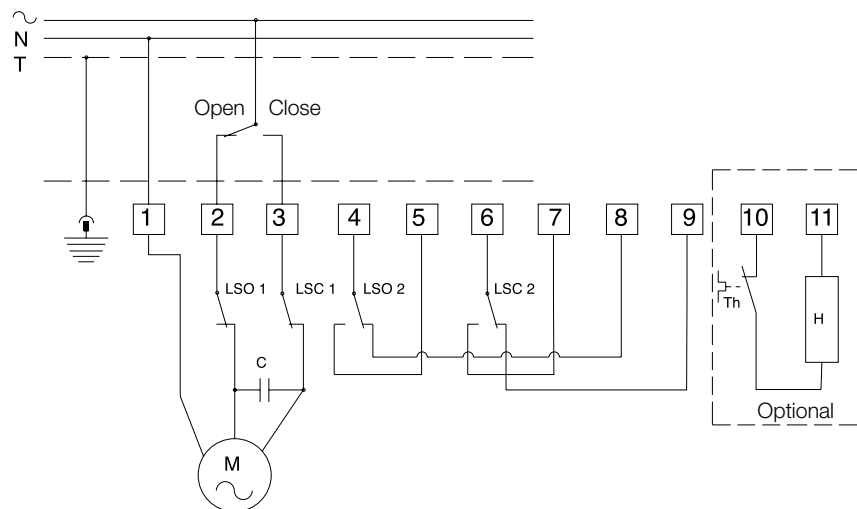 ~
N
T
Open Close
1 2 3 4 5 6 7 8 9 10 11
LSO 1 LSC 1 LSO 2 LSC 2
Th
H
C
Optional
M
~